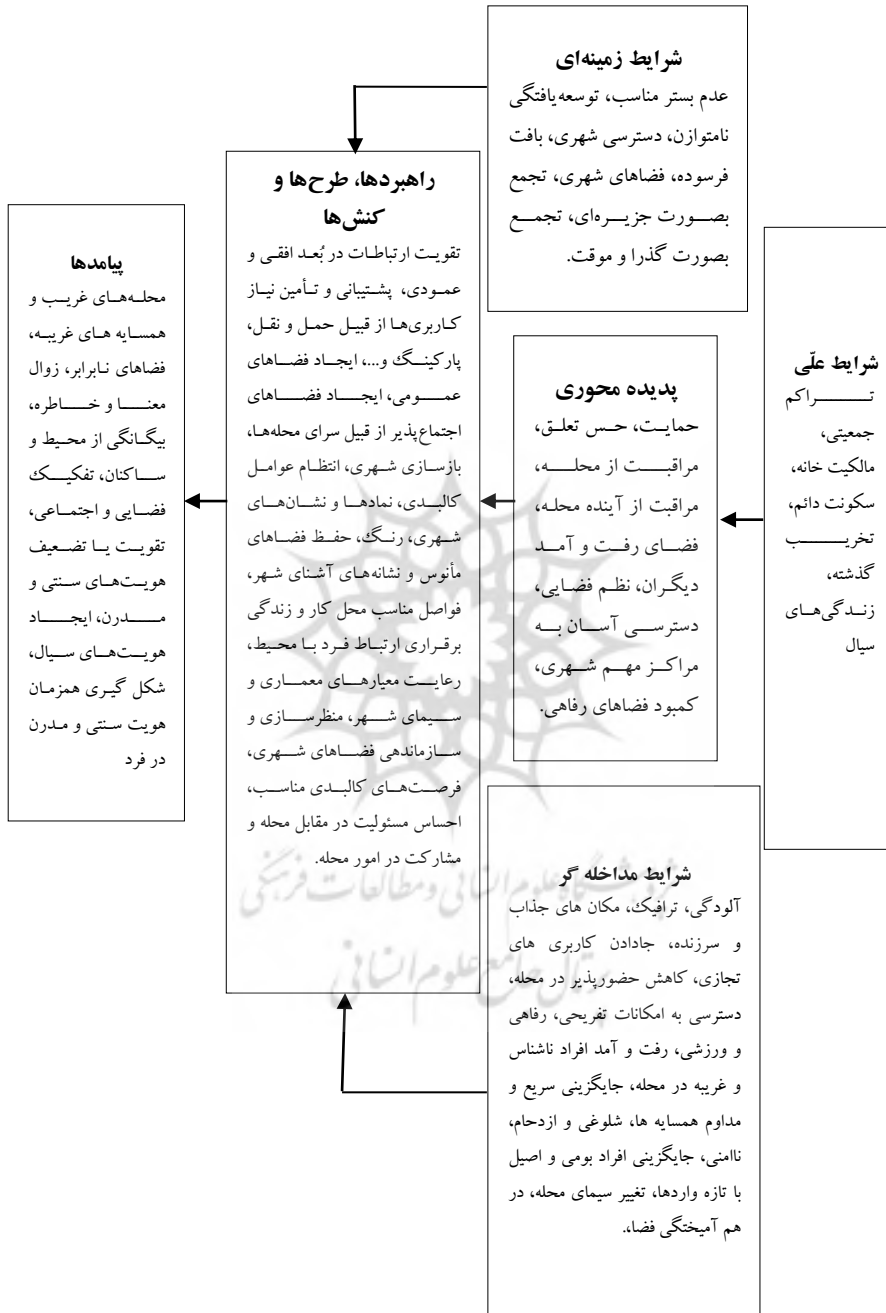 شرایط زمینه‌ای
عدم بستر مناسب، توسعه‌یافتگی
نامتوازن، دسترسی شهری، بافت
فرسوده، فضاهای شهری، تجمع
بصورت جزیره‌ای، تجمع
بصورت گذرا و موقت.
شرایط علّی
تراکم
جمعیتی،
مالکیت خانه،
سکونت دائم،
تخریب
گذشته،
زندگی‌های
سیال
پدیده محوری
حمایت، حس تعلق،
مراقبت از محله،
مراقبت از آینده محله،
فضای رفت و آمد
دیگران، نظم فضایی،
دسترسی آسان به
مراکز مهم شهری،
کمبود فضاهای رفاهی.
راهبردها، طرح‌ها و
کنش‌ها
تقویت ارتباطات در بُعد افقی و
عمودی، پشتیبانی و تأمین نیاز
کاربری‌ها از قبیل حمل و نقل،
پارکینگ و...، ایجاد فضاهای
عمومی، ایجاد فضاهای
اجتماع‌پذیر از قبیل سرای محله‌ها،
بازسازی شهری، انتظام عوامل
کالبدی، نمادها و نشان‌های
شهری، رنگ، حفظ فضاهای
مأنوس و نشانه‌های آشنای شهر،
فواصل مناسب محل کار و زندگی
برقراری ارتباط فرد با محیط،
رعایت معیارهای معماری و
سیمای شهر، منظرسازی و
سازماندهی فضاهای شهری،
فرصت‌های کالبدی مناسب،
احساس مسئولیت در مقابل محله و
مشارکت در امور محله.
پیامدها
محله‌های غریب و
همسایه های غریبه،
فضاهای نابرابر، زوال
معنا و خاطره،
بیگانگی از محیط و
ساکنان، تفکیک
فضایی و اجتماعی،
تقویت یا تضعیف
هویت‌های سنتی و
مدرن، ایجاد
هویت‌های سیال،
شکل گیری همزمان
هویت سنتی و مدرن
در فرد
شرایط مداخله گر
آلودگی، ترافیک، مکان های جذاب
و سرزنده، جادادن کاربری های
تجازی، کاهش حضورپذیر در محله،
دسترسی به امکانات تفریحی، رفاهی
و ورزشی، رفت و آمد افراد ناشناس
و غریبه در محله، جایگزینی سریع و
مداوم همسایه ها، شلوغی و ازدحام،
ناامنی، جایگزینی افراد بومی و اصیل
با تازه واردها، تغییر سیمای محله، در
هم آمیختگی فضا،.
پژوهشگاه علوم انسانی و مطالعات فرهنگی
پرتال جامع علوم انسانی